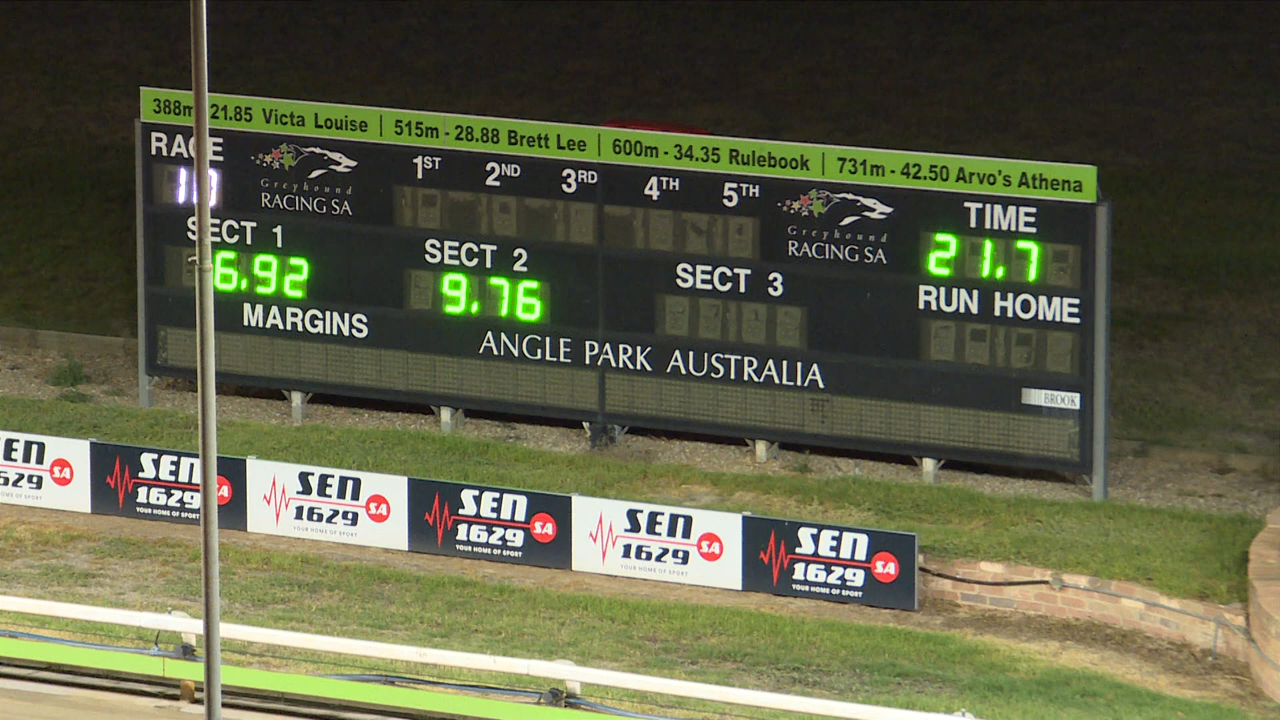 388m - 21.85 Victa Louise | 515m - 28.88 Brett Lee | 600m - 34.35 Rulebook | 731m - 42.50 Arvo's Athena
RACE
Greyhound
RACING SA
1ST 2ND 3RD 4TH 5TH
Greyhound
RACING SA
TIME
21.7
SECT 1
6.92
SECT 2
9.76
SECT 3
RUN HOME
MARGINS
ANGLE PARK AUSTRALIA
BROOK
SEN
1629 SA
YOUR HOME OF SPORT
SEN
1629 SA
YOUR HOME OF SPORT
SEN
1629 SA
YOUR HOME OF SPORT
SEN
1629 SA
YOUR HOME OF SPORT
SEN
1629 SA
YOUR HOME OF SPORT
SEN
1629 SA
YOUR HOME OF SPORT